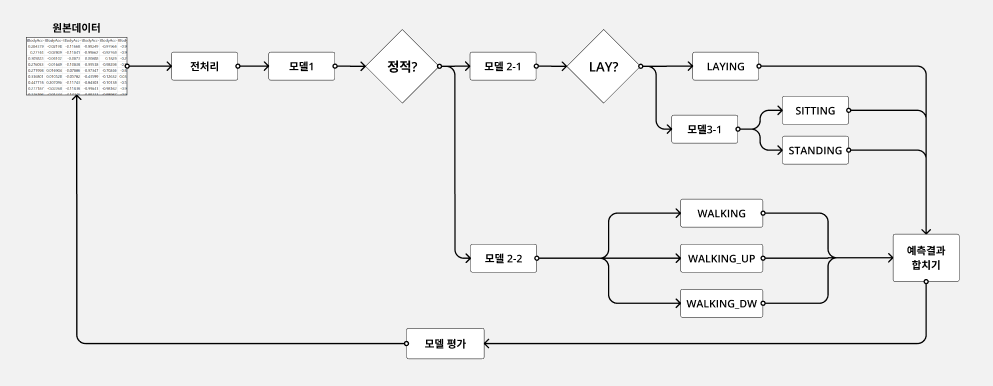 원본데이터
전처리
모델1
정적?
모델 2-1
LAY?
LAYING
모델3-1
SITTING
STANDING
모델 2-2
WALKING
WALKING_UP
WALKING_DW
예측결과
합치기
모델 평가